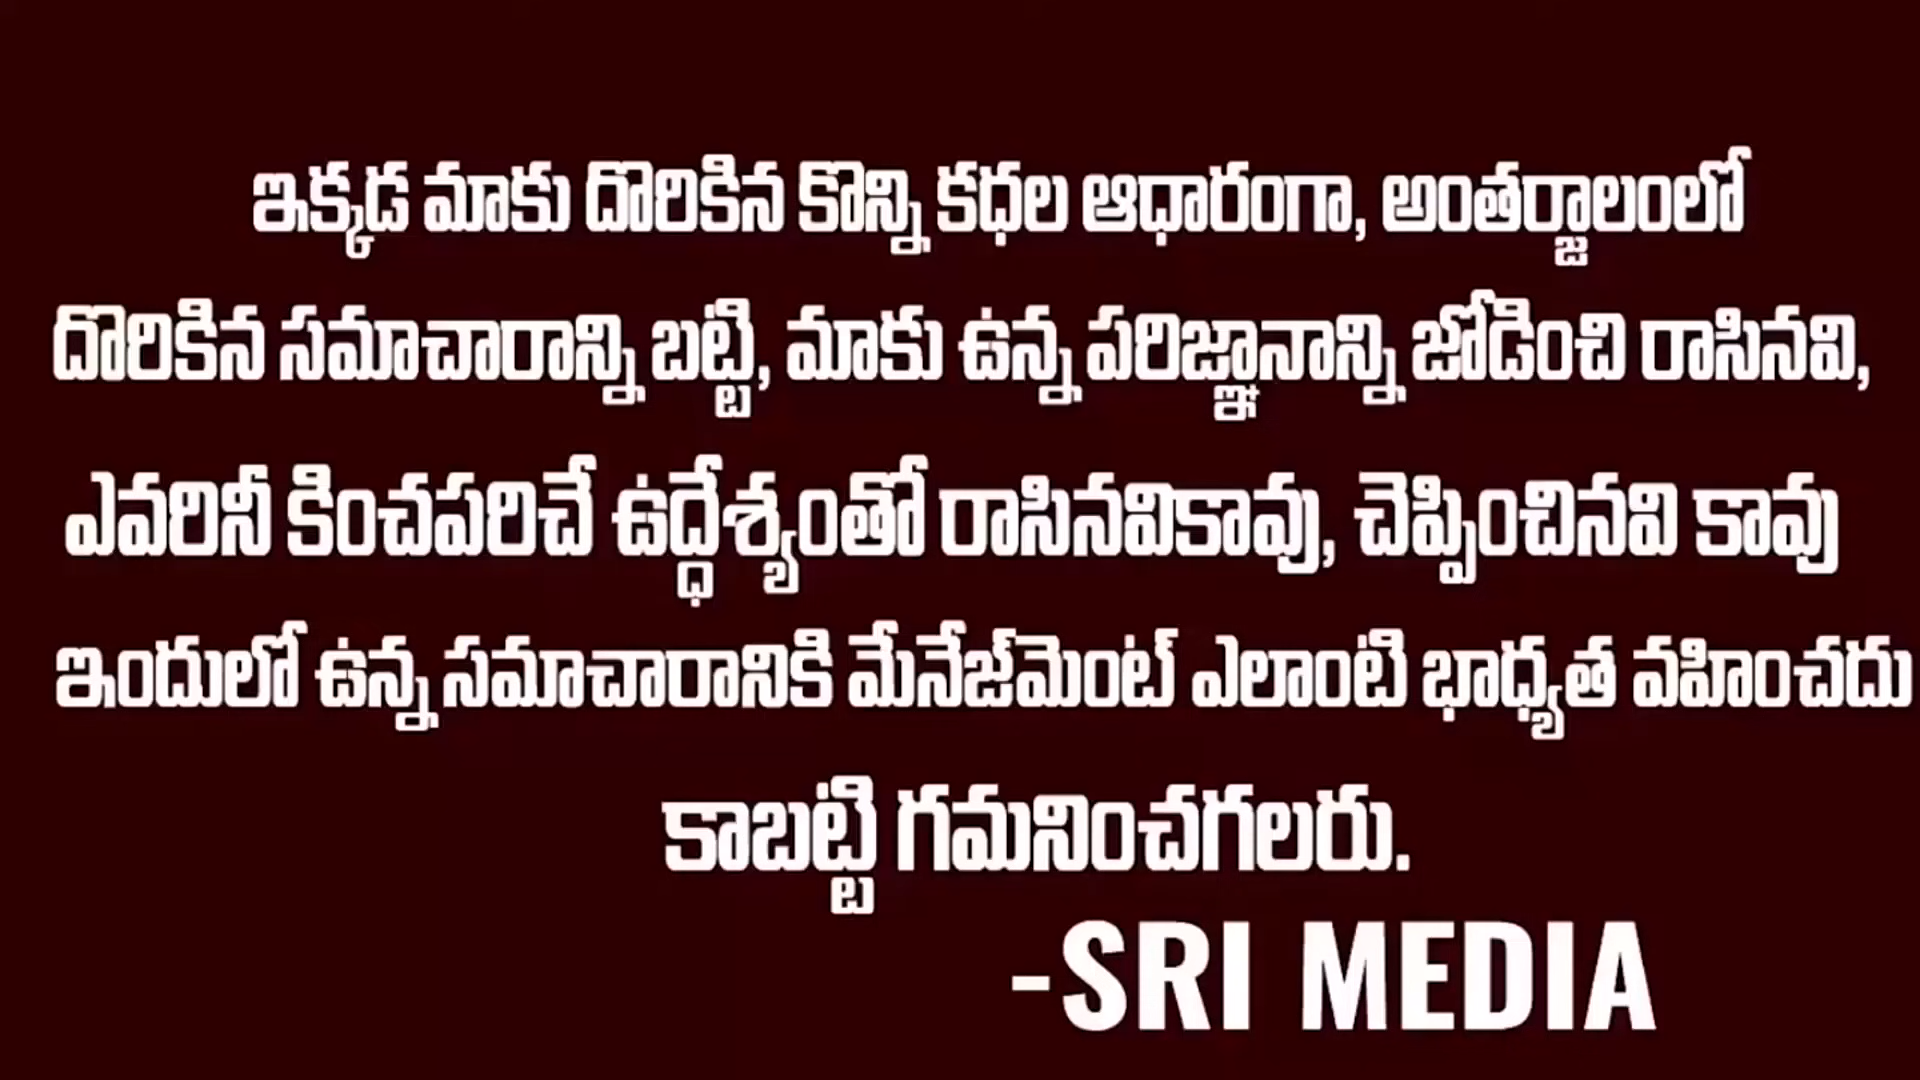 ఇక్కడ మాకు దొరికిన కొన్ని కధల ఆధారంగా, అంతర్జాలంలో
దొరికిన సమాచారాన్ని బట్టి, మాకు ఉన్న పరిజ్ఞానాన్ని జోడించి రాసినవి,
ఎవరినీ కించపరిచే ఉద్ధేశ్యంతో రాసినవికావు, చెప్పించినవి కావు
ఇందులో ఉన్న సమాచారానికి మేనేజ్‌మెంట్ ఎలాంటి భాధ్యత వహించదు
కాబట్టి గమనించగలరు.
-SRI MEDIA